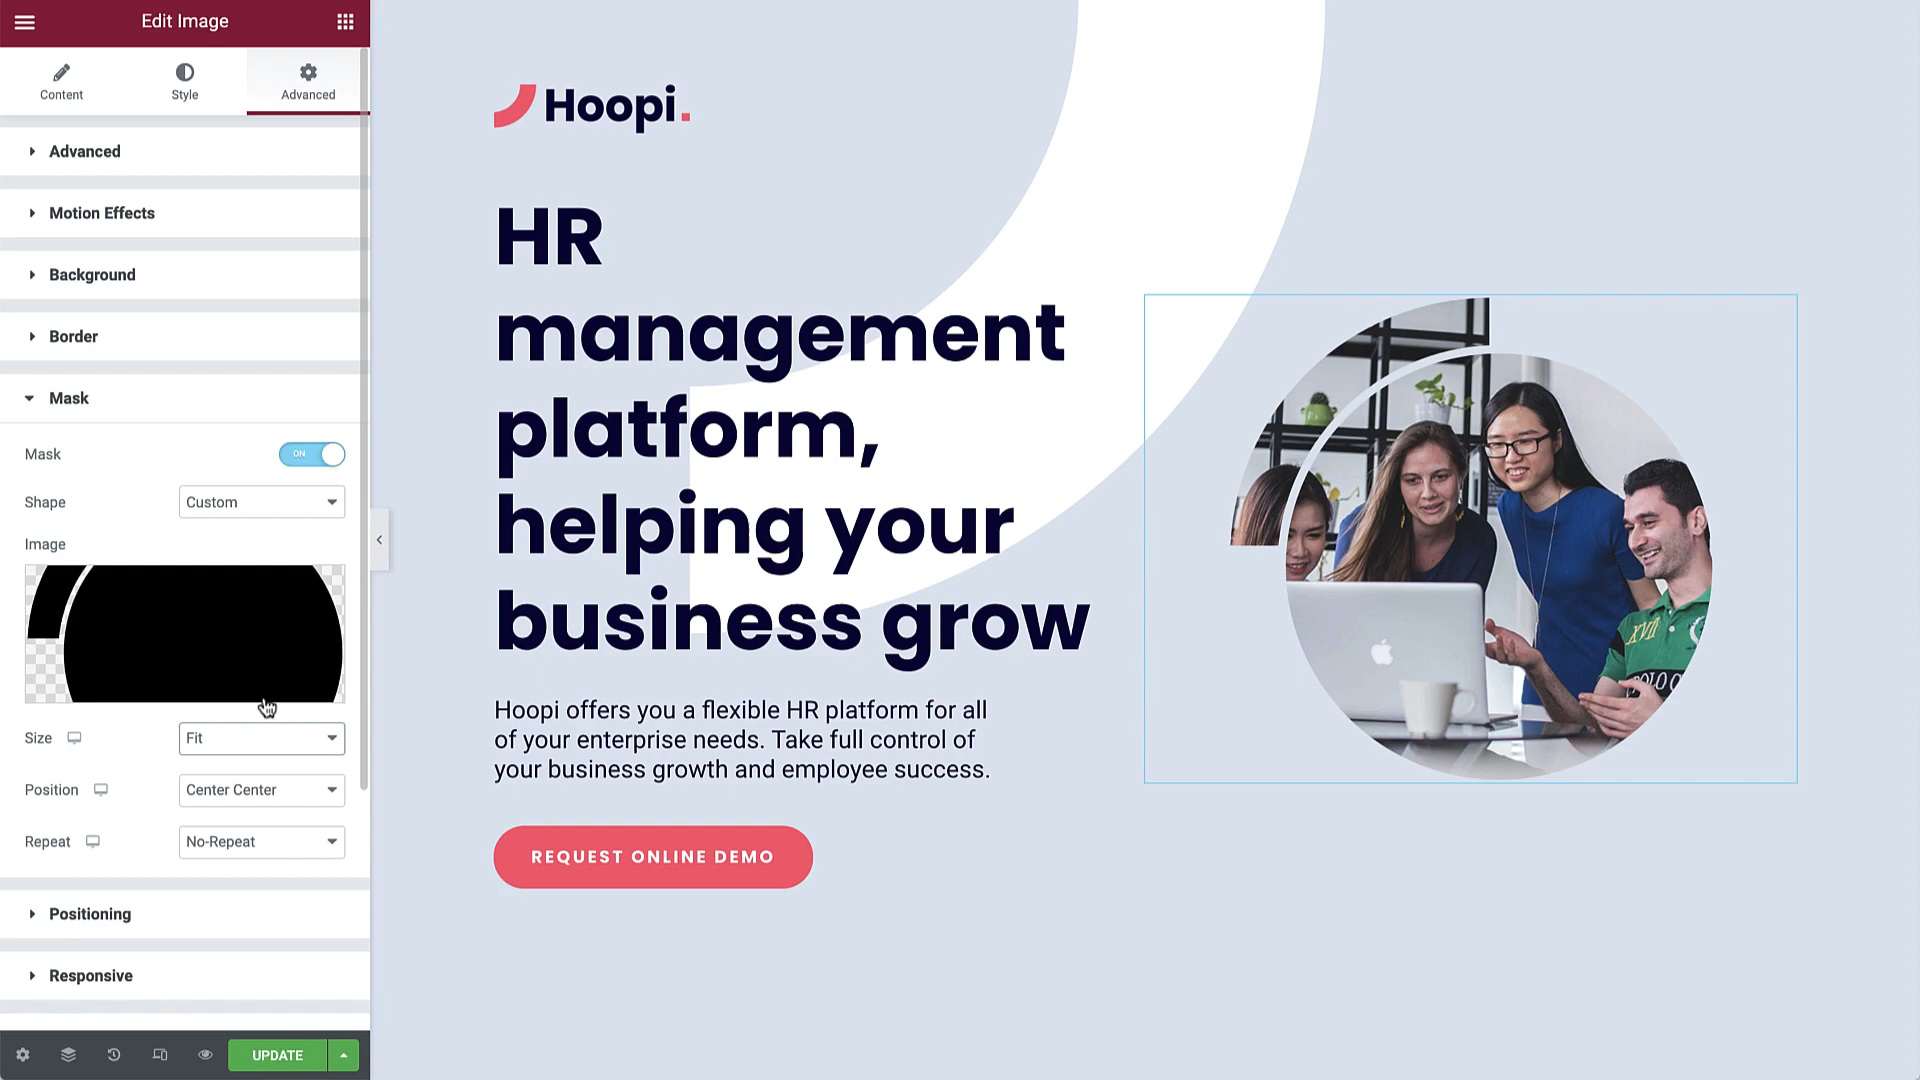 Edit Image
Content
Style
Advanced
Advanced
Motion Effects
Background
Border
Mask
Mask
ON
Shape
Custom
Image
Size
Fit
Position
Center Center
Repeat
No-Repeat
Positioning
Responsive
UPDATE
Hoopi.
HR
management
platform,
helping your
business grow
Hoopi offers you a flexible HR platform for all
of your enterprise needs. Take full control of
your business growth and employee success.
REQUEST ONLINE DEMO
XVII
POLO C